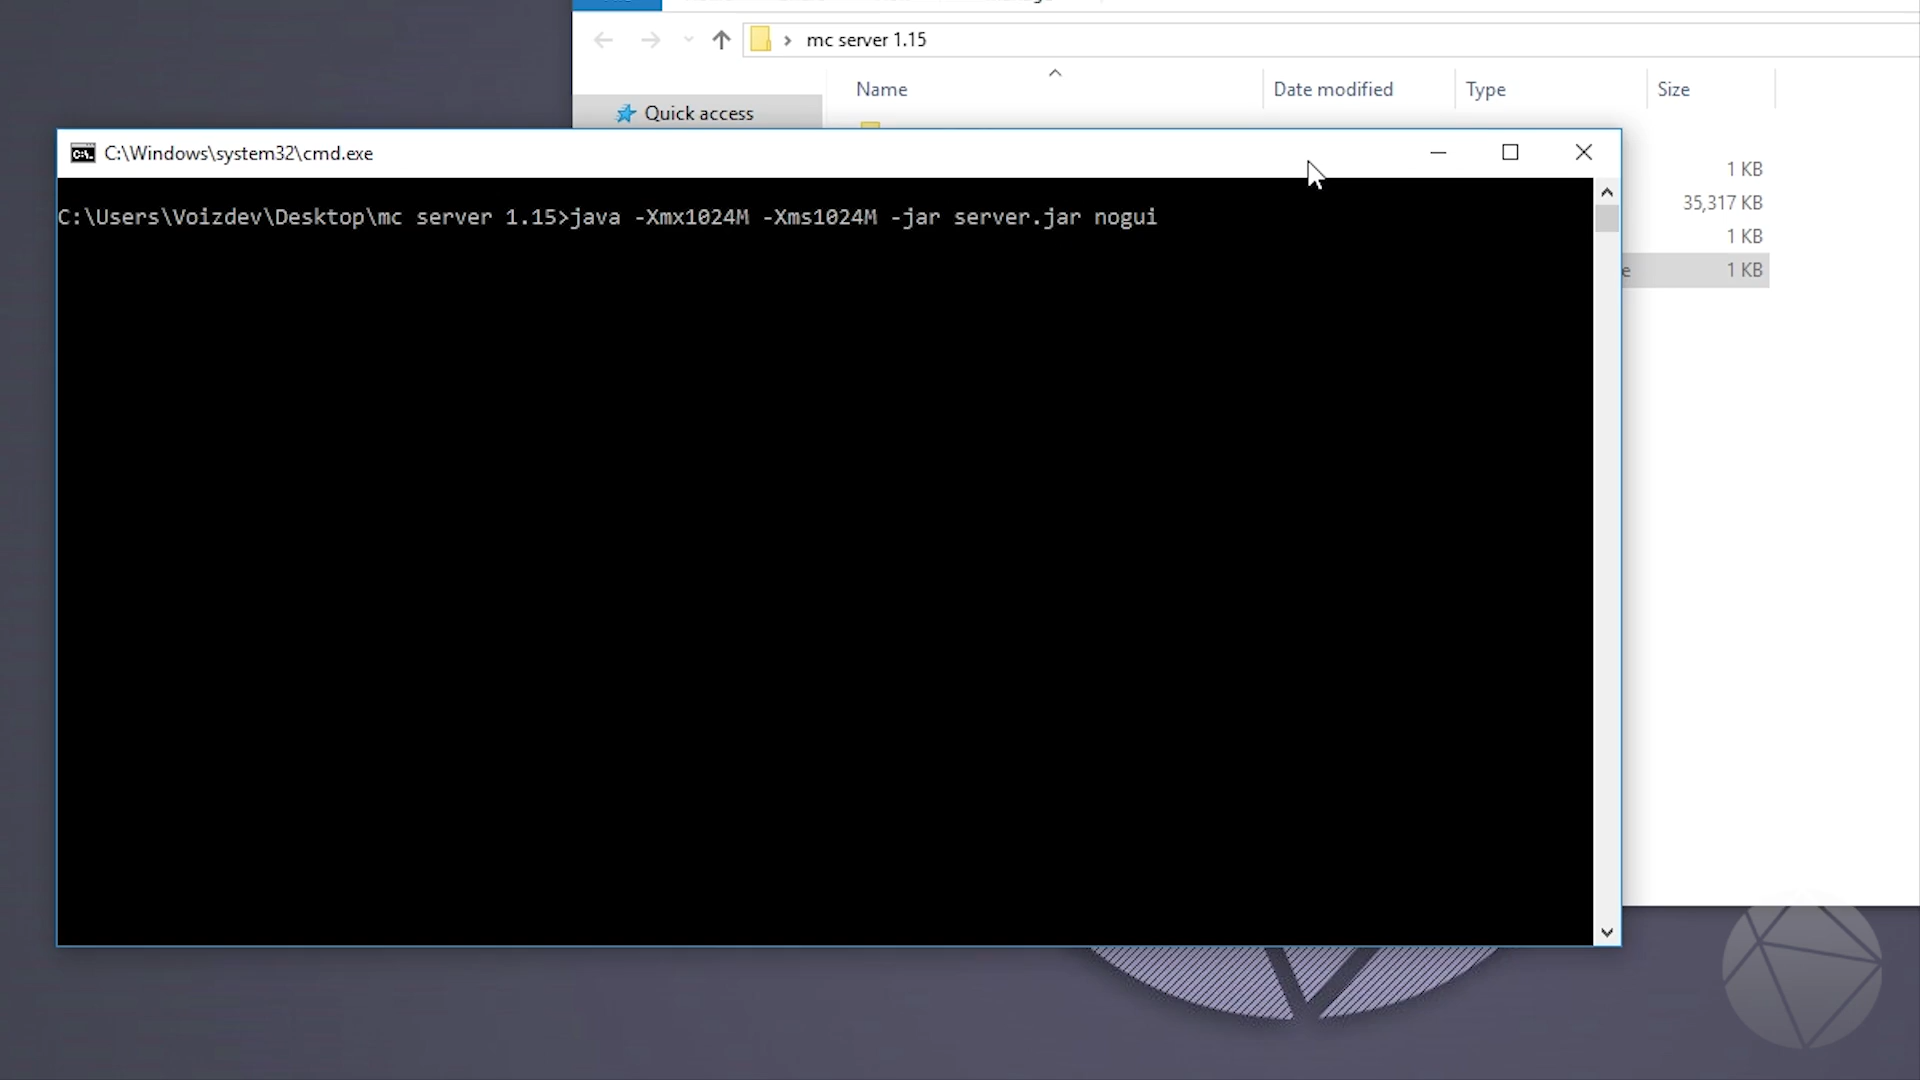 mc server 1.15
Name
Date modified
Type
Size
Quick access
C:\Windows\system32\cmd.exe
1 KB
C:\Users\Voizdev\Desktop\mc server 1.15>java -Xmx1024M -Xms1024M -jar server.jar nogui
35,317 KB
1 KB
e
1 KB